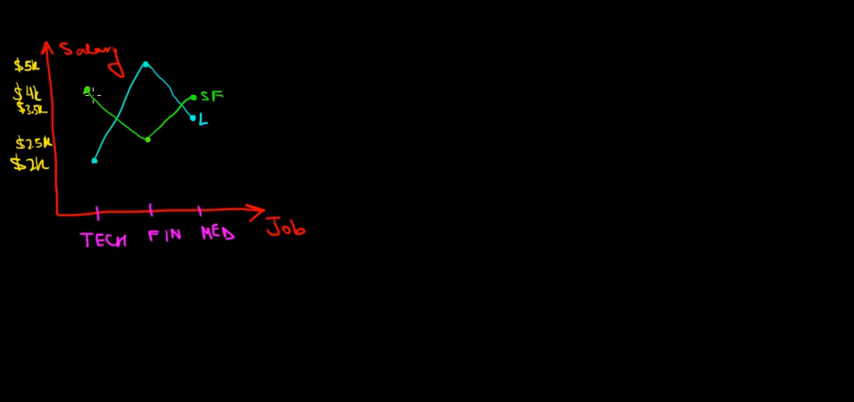 Salary
$5k
$4k
$3.5k
$2.5k
$2k
SF
L
TECH FIN MED
Job